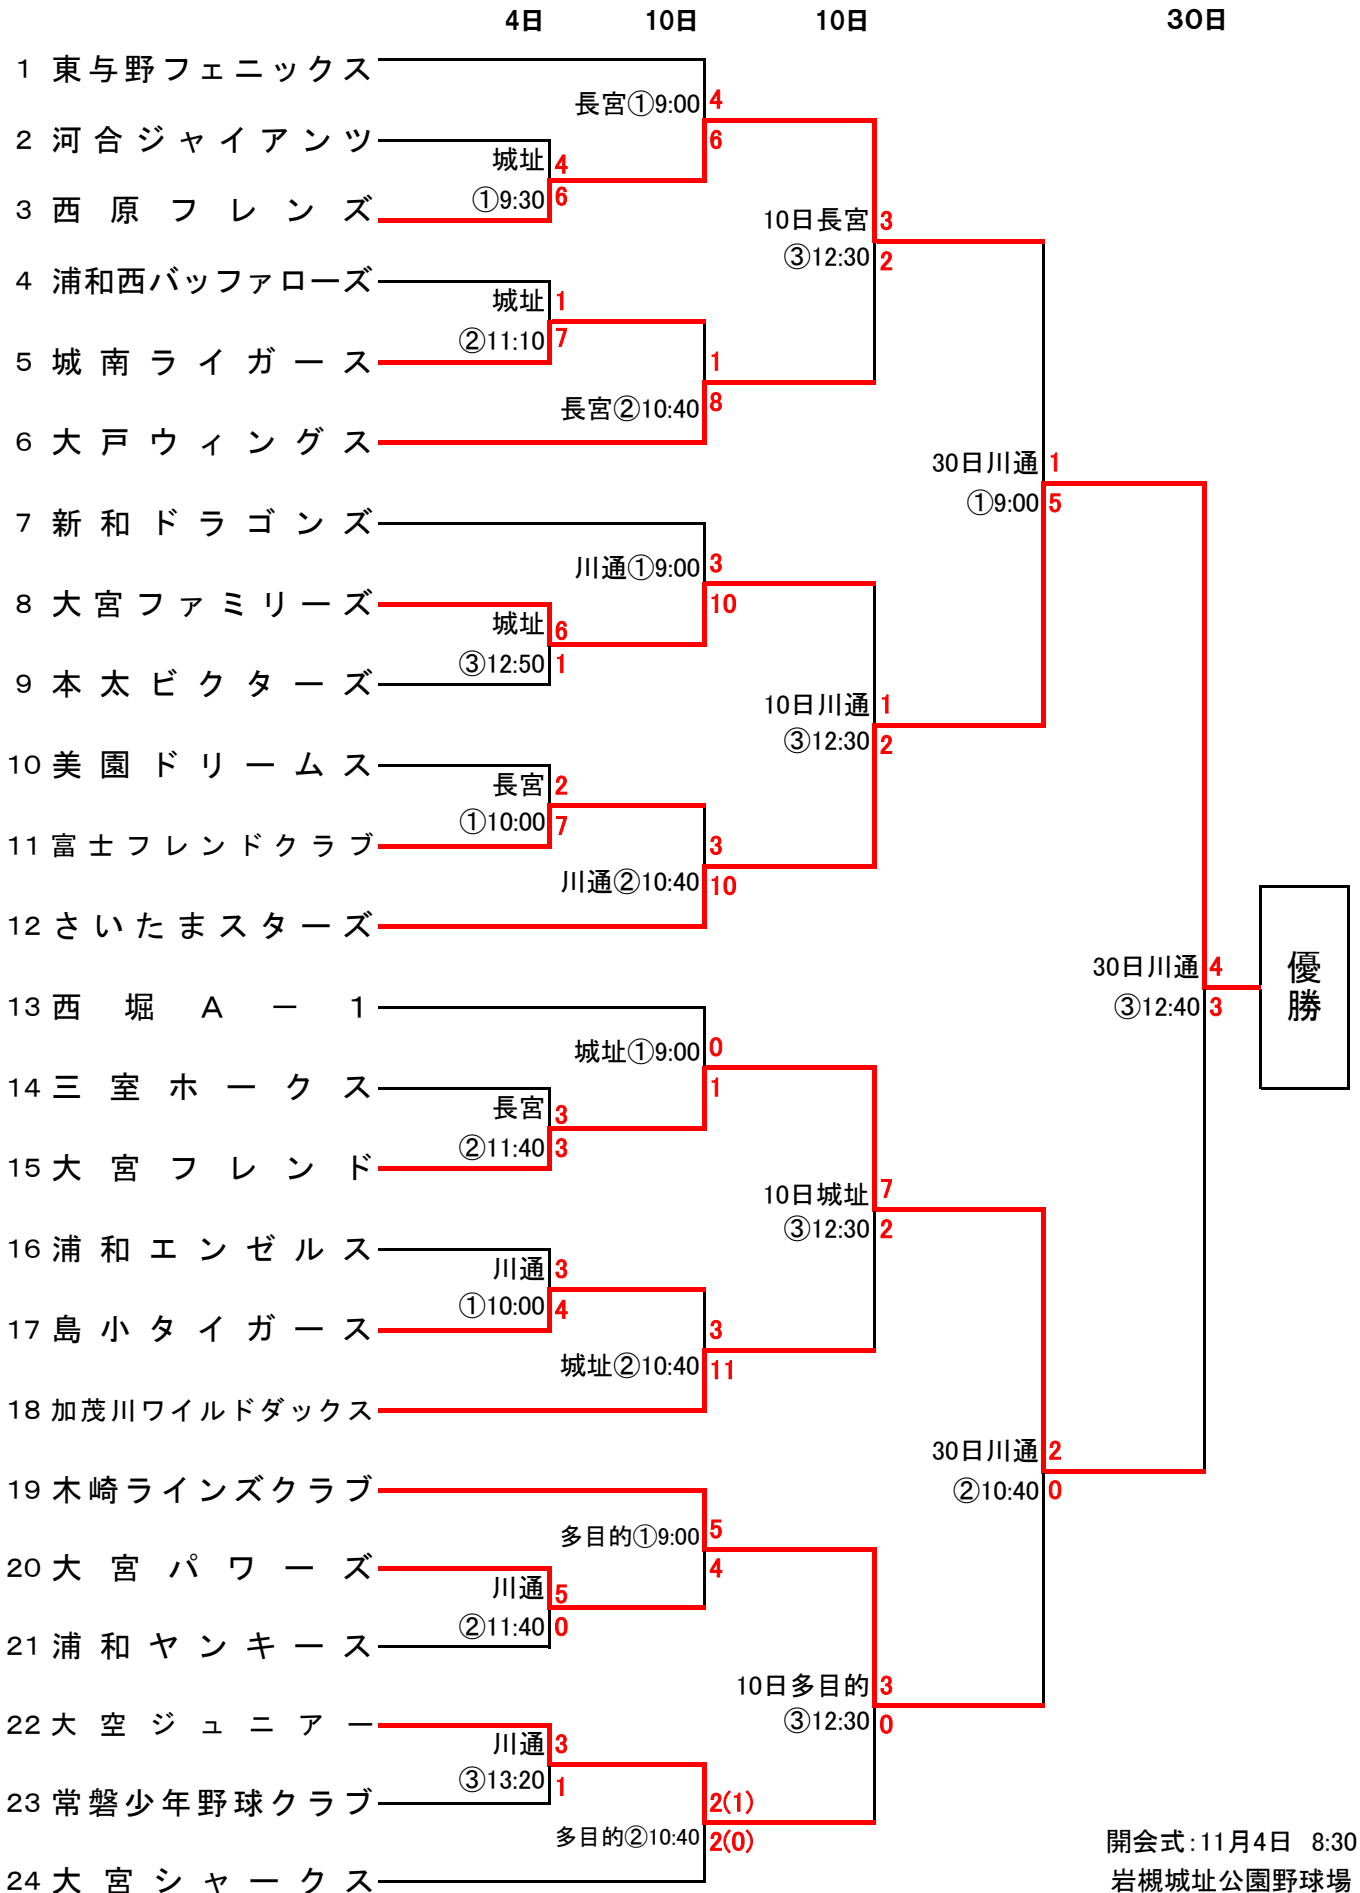 4日 10日 10日 30日
1 東与野フェニックス
長宮①9:00 4
6
2 河合ジャイアンツ
城址 4
①9:30 6
3 西原フレンズ
10日長宮 3
③12:30 2
4 浦和西バッファローズ
城址 1
②11:10 7
5 城南ライガース
1
長宮②10:40 8
6 大戸ウィングス
30日川通 1
①9:00 5
7 新和ドラゴンズ
川通①9:00 3
10
8 大宮ファミリーズ
城址 6
③12:50 1
9 本太ビクターズ
10日川通 1
③12:30 2
10 美園ドリームス
長宮 2
①10:00 7
11 富士フレンドクラブ
3
川通②10:40 10
12 さいたまスターズ
30日川通 4
③12:40 3
優勝
13 西堀A－1
城址①9:00 0
1
14 三室ホークス
長宮 3
②11:40 3
15 大宮フレンド
10日城址 7
③12:30 2
16 浦和エンゼルス
川通 3
①10:00 4
17 島小タイガース
3
城址②10:40 11
18 加茂川ワイルドダックス
30日川通 2
②10:40 0
19 木崎ラインズクラブ
多目的①9:00 5
4
20 大宮パワーズ
川通 5
②11:40 0
21 浦和ヤンキース
10日多目的 3
③12:30 0
22 大空ジュニアー
川通 3
③13:20 1
23 常磐少年野球クラブ
2(1)
多目的②10:40 2(0)
24 大宮シャークス
開会式:11月4日 8:30
岩槻城址公園野球場